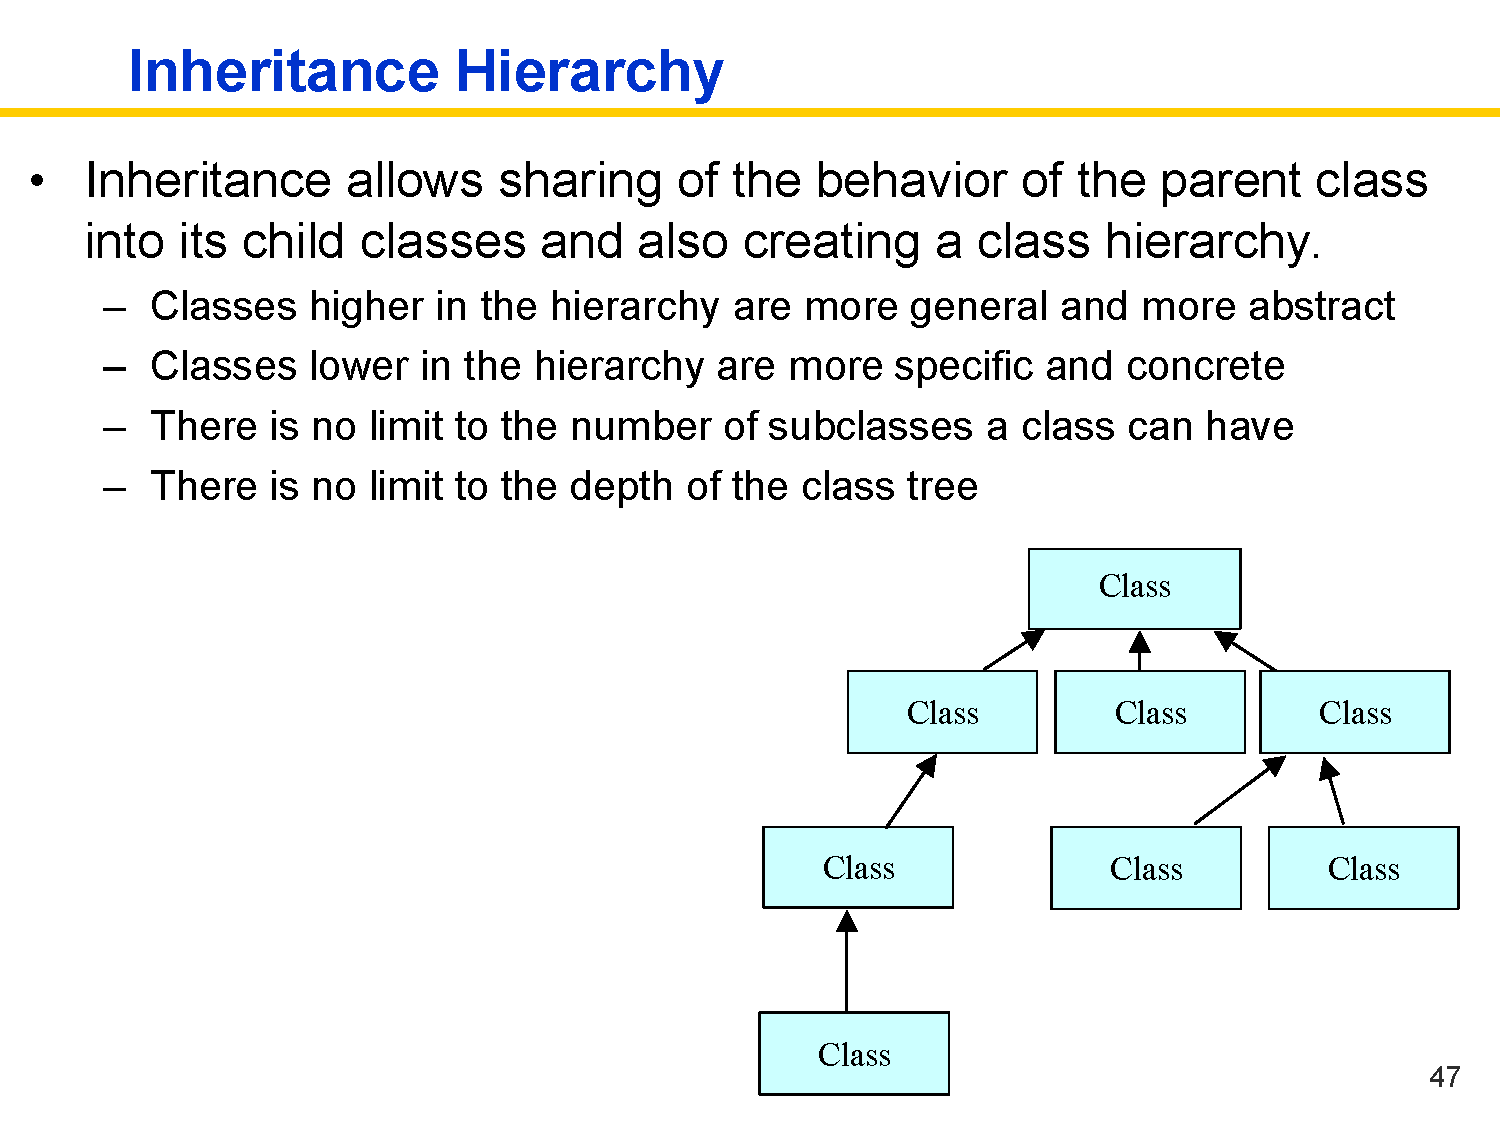 Inheritance Hierarchy
• Inheritance allows sharing of the behavior of the parent class
into its child classes and also creating a class hierarchy.
– Classes higher in the hierarchy are more general and more abstract
– Classes lower in the hierarchy are more specific and concrete
– There is no limit to the number of subclasses a class can have
– There is no limit to the depth of the class tree
Class
Class Class Class
Class Class Class
Class
47